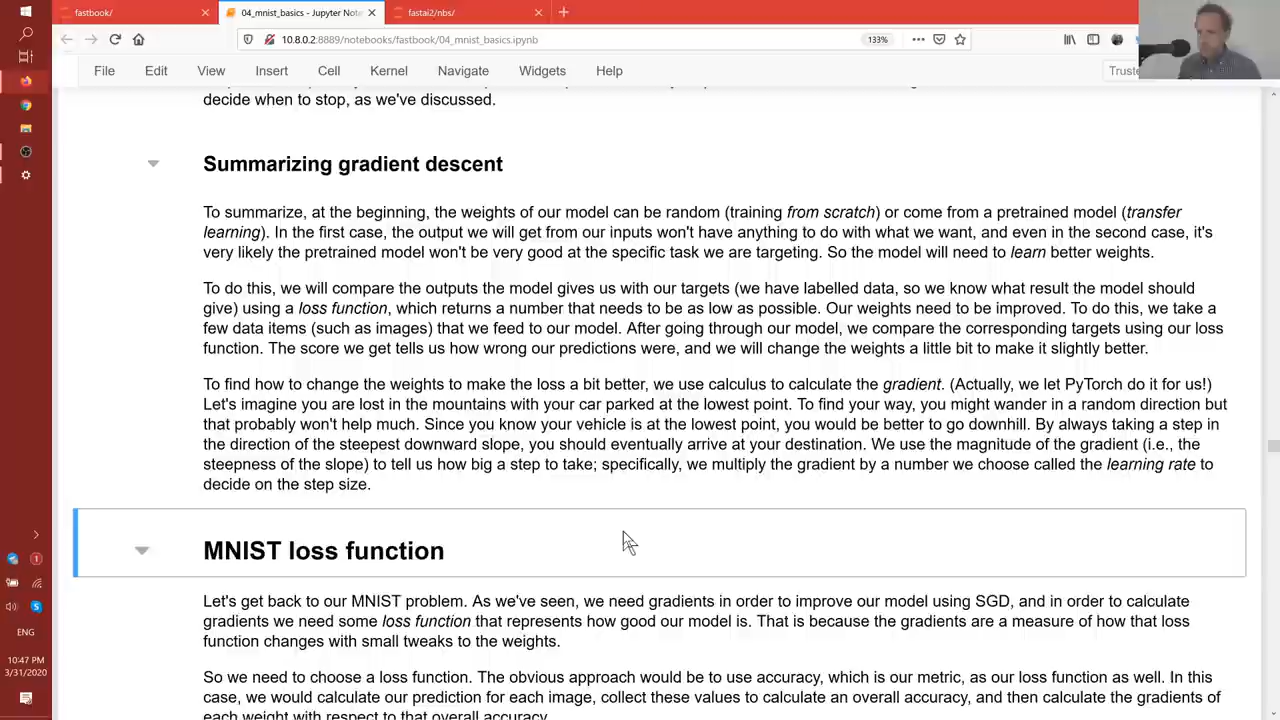 fastbook/
04_mnist_basics - Jupyter Note
fastai2/nbs/
10.8.0.2:8889/notebooks/fastbook/04_mnist_basics.ipynb
133%
File Edit View Insert Cell Kernel Navigate Widgets Help
Truste
decide when to stop, as we've discussed.
Summarizing gradient descent
To summarize, at the beginning, the weights of our model can be random (training from scratch) or come from a pretrained model (transfer
learning). In the first case, the output we will get from our inputs won't have anything to do with what we want, and even in the second case, it's
very likely the pretrained model won't be very good at the specific task we are targeting. So the model will need to learn better weights.
To do this, we will compare the outputs the model gives us with our targets (we have labelled data, so we know what result the model should
give) using a loss function, which returns a number that needs to be as low as possible. Our weights need to be improved. To do this, we take a
few data items (such as images) that we feed to our model. After going through our model, we compare the corresponding targets using our loss
function. The score we get tells us how wrong our predictions were, and we will change the weights a little bit to make it slightly better.
To find how to change the weights to make the loss a bit better, we use calculus to calculate the gradient. (Actually, we let PyTorch do it for us!)
Let's imagine you are lost in the mountains with your car parked at the lowest point. To find your way, you might wander in a random direction but
that probably won't help much. Since you know your vehicle is at the lowest point, you would be better to go downhill. By always taking a step in
the direction of the steepest downward slope, you should eventually arrive at your destination. We use the magnitude of the gradient (i.e., the
steepness of the slope) to tell us how big a step to take; specifically, we multiply the gradient by a number we choose called the learning rate to
decide on the step size.
MNIST loss function
Let's get back to our MNIST problem. As we've seen, we need gradients in order to improve our model using SGD, and in order to calculate
gradients we need some loss function that represents how good our model is. That is because the gradients are a measure of how that loss
function changes with small tweaks to the weights.
So we need to choose a loss function. The obvious approach would be to use accuracy, which is our metric, as our loss function as well. In this
case, we would calculate our prediction for each image, collect these values to calculate an overall accuracy, and then calculate the gradients of
each weight with respect to that overall accuracy.
ENG
10:47 PM
3/31/2020